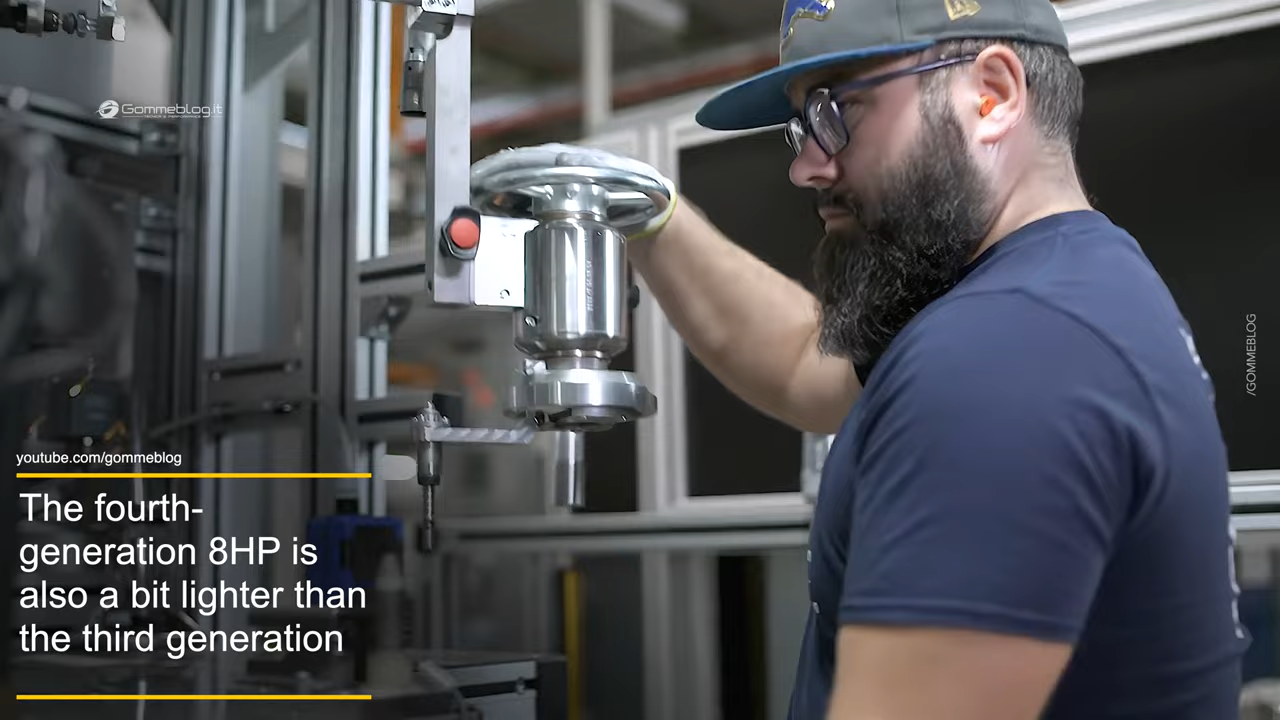 Gommeblog.it
/GOMMEBLOG
youtube.com/gommeblog
The fourth-
generation 8HP is
also a bit lighter than
the third generation